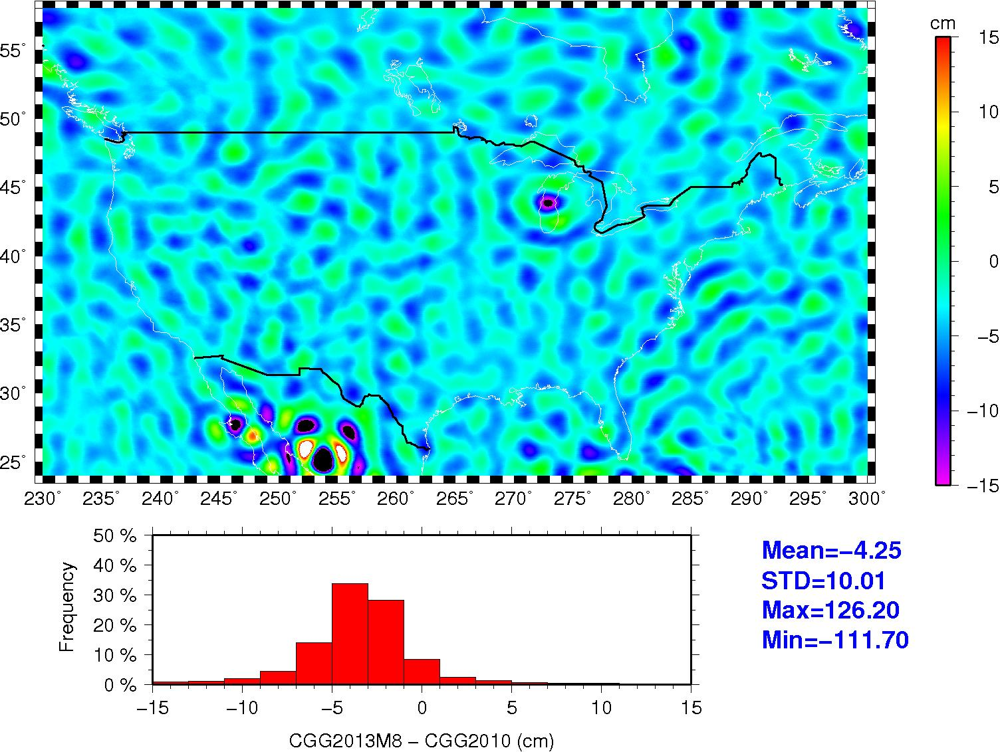 cm
15
10
5
0
−5
−10
−15
55°
50°
45°
40°
35°
30°
25°
230° 235° 240° 245° 250° 255° 260° 265° 270° 275° 280° 285° 290° 295° 300°
50 %
40 %
30 %
20 %
10 %
0 %
Frequency
−15 −10 −5 0 5 10 15
CGG2013M8 − CGG2010 (cm)
Mean=−4.25
STD=10.01
Max=126.20
Min=−111.70